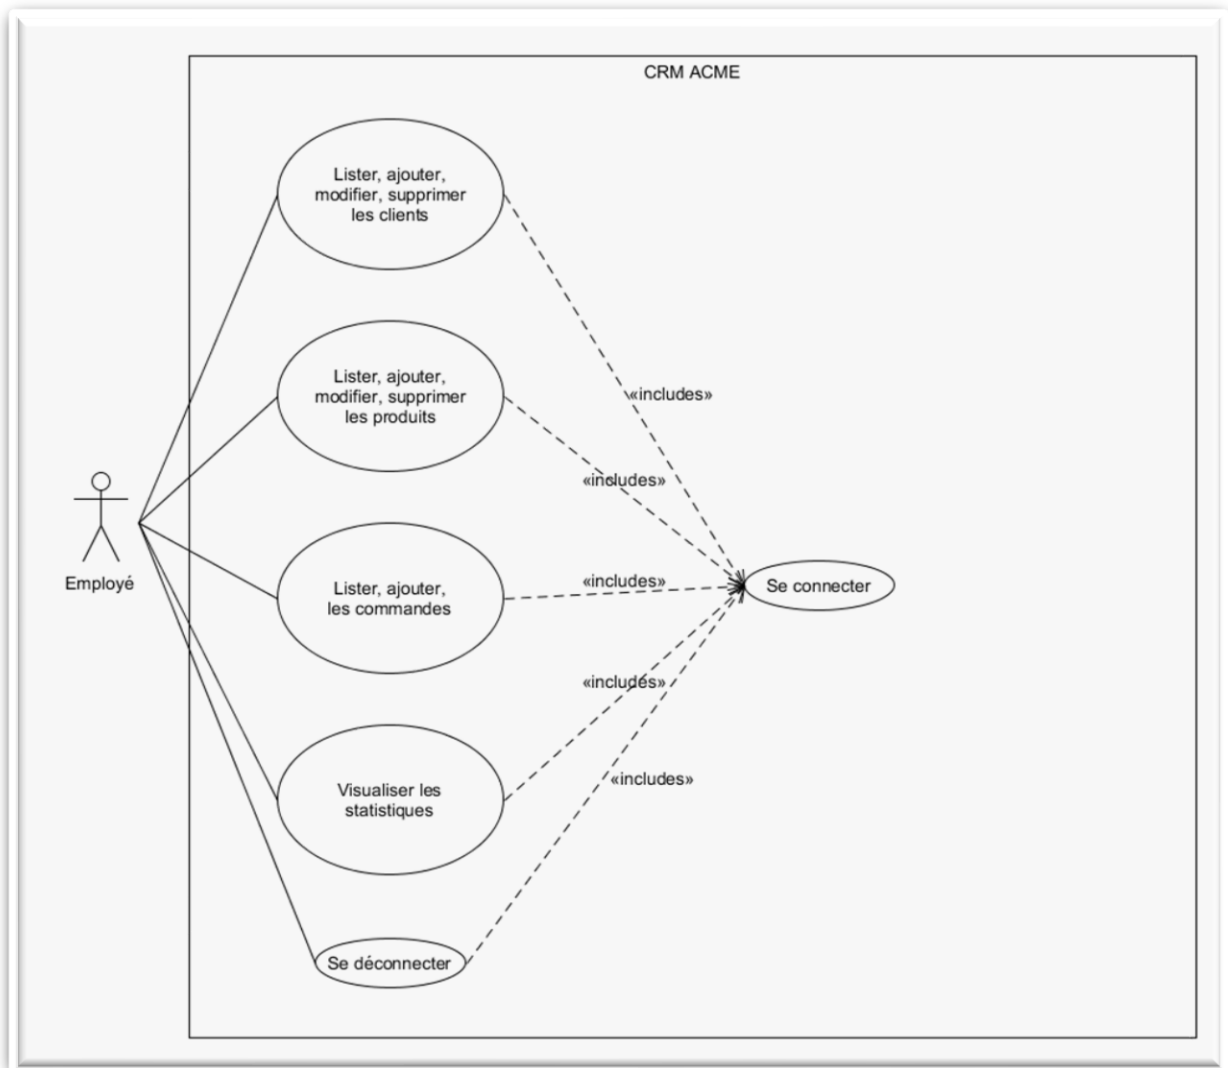 CRM ACME
Lister, ajouter,
modifier, supprimer
les clients
Lister, ajouter,
modifier, supprimer
les produits
«includes»
«includes»
Employé
Lister, ajouter,
les commandes
«includes»
Se connecter
«includes»
Visualiser les
statistiques
«includes»
Se déconnecter